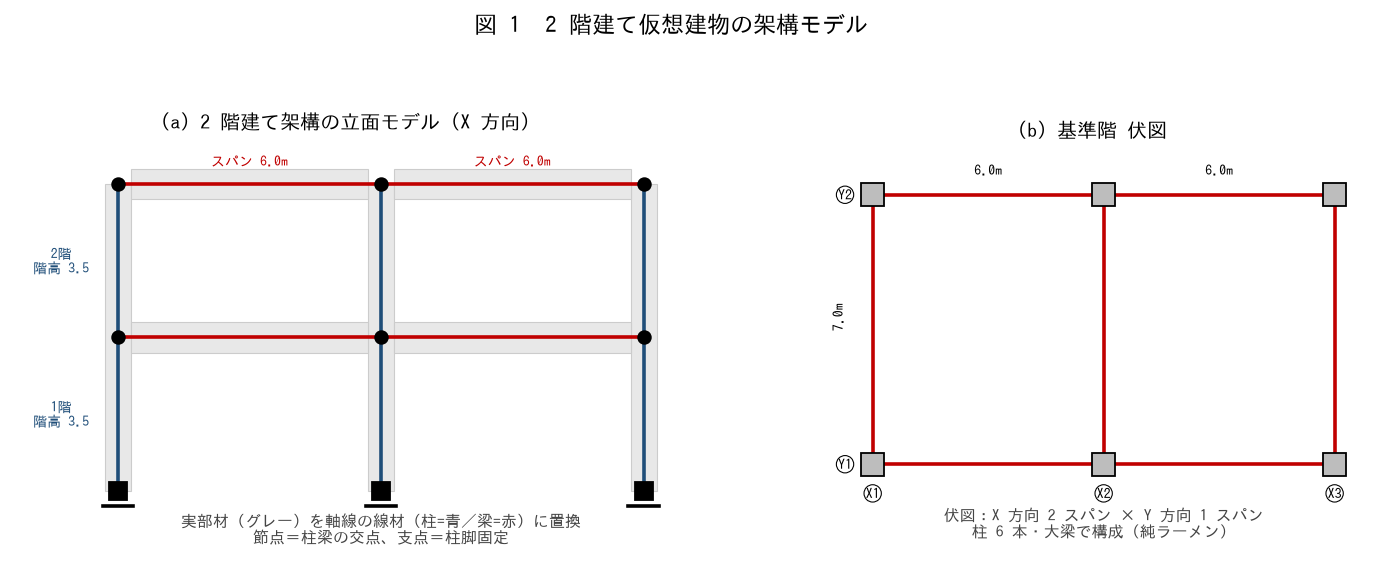 図 1  2 階建て仮想建物の架構モデル
(a) 2 階建て架構の立面モデル (X 方向)
スパン 6.0m
スパン 6.0m
2階
階高 3.5
1階
階高 3.5
実部材（グレー）を軸線の線材（柱=青／梁=赤）に置換
節点＝柱梁の交点、支点＝柱脚固定
(b) 基準階 伏図
6.0m
6.0m
Y2
7.0m
Y1
X1
X2
X3
伏図：X 方向 2 スパン × Y 方向 1 スパン
柱 6 本・大梁で構成（純ラーメン）